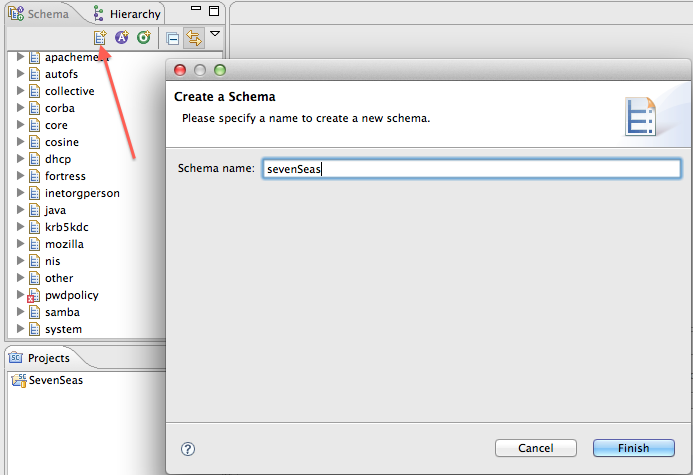 Schema
Hierarchy
autofs
collective
corba
core
cosine
dhcp
fortress
inetorgperson
java
krb5kdc
mozilla
nis
other
pwdpolicy
samba
system
Projects
SevenSeas
Create a Schema
Please specify a name to create a new schema.
Schema name: sevenSeas
Cancel
Finish